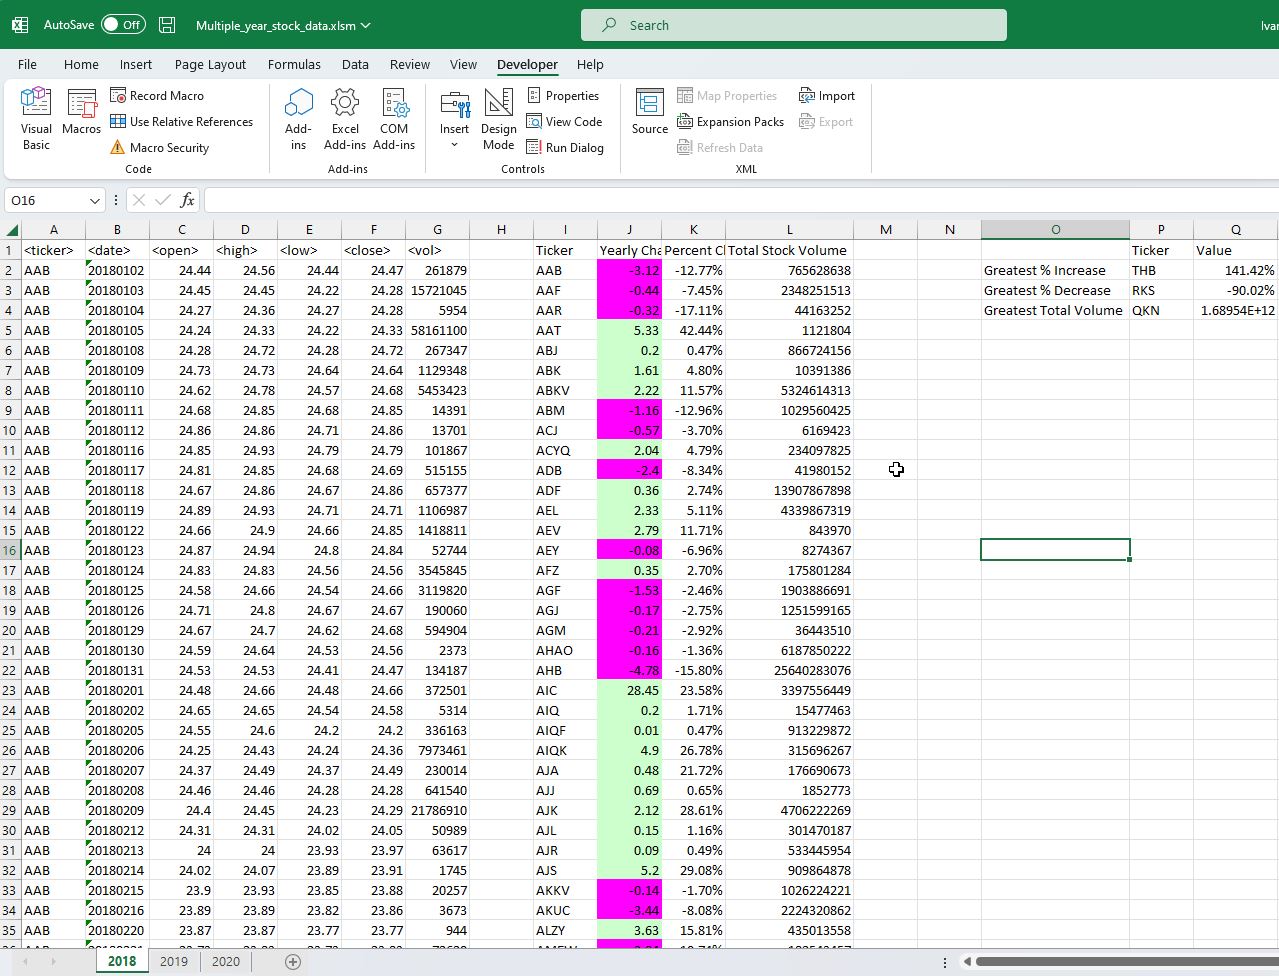 AutoSave Off Multiple_year_stock_data.xlsm Search Ivan
File Home Insert Page Layout Formulas Data Review View Developer Help
Visual Basic
Macros
Record Macro
Use Relative References
Macro Security
Code
Add-ins
Excel Add-ins
COM Add-ins
Add-ins
Insert
Design Mode
Properties
View Code
Run Dialog
Controls
Source
Map Properties
Expansion Packs
Refresh Data
Import
Export
XML
O16 fx
A B C D E F G H I J K L M N O P Q
1 <ticker> <date> <open> <high> <low> <close> <vol> Ticker Yearly Cha Percent Cl Total Stock Volume Ticker Value
2 AAB 20180102 24.44 24.56 24.44 24.47 261879 AAB -3.12 -12.77% 765628638 Greatest % Increase THB 141.42%
3 AAB 20180103 24.45 24.45 24.22 24.28 15721045 AAF -0.44 -7.45% 2348251513 Greatest % Decrease RKS -90.02%
4 AAB 20180104 24.27 24.36 24.27 24.28 5954 AAR -0.32 -17.11% 44163252 Greatest Total Volume QKN 1.68954E+12
5 AAB 20180105 24.24 24.33 24.22 24.33 58161100 AAT 5.33 42.44% 1121804
6 AAB 20180108 24.28 24.72 24.28 24.72 267347 ABJ 0.2 0.47% 866724156
7 AAB 20180109 24.73 24.73 24.64 24.64 1129348 ABK 1.61 4.80% 10391386
8 AAB 20180110 24.62 24.78 24.57 24.68 5453423 ABKV 2.22 11.57% 5324614313
9 AAB 20180111 24.68 24.85 24.68 24.85 14391 ABM -1.16 -12.96% 1029560425
10 AAB 20180112 24.86 24.86 24.71 24.86 13701 ACJ -0.57 -3.70% 6169423
11 AAB 20180116 24.85 24.93 24.79 24.79 101867 ACYQ 2.04 4.79% 234097825
12 AAB 20180117 24.81 24.85 24.68 24.69 515155 ADB -2.4 -8.34% 41980152
13 AAB 20180118 24.67 24.86 24.67 24.86 657377 ADF 0.36 2.74% 13907867898
14 AAB 20180119 24.89 24.93 24.71 24.71 1106987 AEL 2.33 5.11% 4339867319
15 AAB 20180122 24.66 24.9 24.66 24.85 1418811 AEV 2.79 11.71% 843970
16 AAB 20180123 24.87 24.94 24.8 24.84 52744 AEY -0.08 -6.96% 8274367
17 AAB 20180124 24.83 24.83 24.56 24.56 3545845 AFZ 0.35 2.70% 175801284
18 AAB 20180125 24.58 24.66 24.54 24.66 3119820 AGF -1.53 -2.46% 1903886691
19 AAB 20180126 24.71 24.8 24.67 24.67 190060 AGJ -0.17 -2.75% 1251599165
20 AAB 20180129 24.67 24.7 24.62 24.68 594904 AGM -0.21 -2.92% 36443510
21 AAB 20180130 24.59 24.64 24.53 24.56 2373 AHAO -0.16 -1.36% 6187850222
22 AAB 20180131 24.53 24.53 24.41 24.47 134187 AHB -4.78 -15.80% 25640283076
23 AAB 20180201 24.48 24.66 24.48 24.66 372501 AIC 28.45 23.58% 3397556449
24 AAB 20180202 24.65 24.65 24.54 24.58 5314 AIQ 0.2 1.71% 15477463
25 AAB 20180205 24.55 24.6 24.2 24.2 336163 AIQF 0.01 0.47% 913229872
26 AAB 20180206 24.25 24.43 24.24 24.36 7973461 AIQK 4.9 26.78% 315696267
27 AAB 20180207 24.37 24.49 24.37 24.49 230014 AJA 0.48 21.72% 176690673
28 AAB 20180208 24.46 24.46 24.28 24.28 641540 AJJ 0.69 0.65% 1852773
29 AAB 20180209 24.4 24.45 24.23 24.29 21786910 AJK 2.12 28.61% 4706222269
30 AAB 20180212 24.31 24.31 24.02 24.05 50989 AJL 0.15 1.16% 301470187
31 AAB 20180213 24 24 23.93 23.97 63617 AJR 0.09 0.49% 533445954
32 AAB 20180214 24.02 24.07 23.89 23.91 1745 AJS 5.2 29.08% 909864878
33 AAB 20180215 23.9 23.93 23.85 23.88 20257 AKKV -0.14 -1.70% 1026224221
34 AAB 20180216 23.89 23.89 23.82 23.86 3673 AKUC -3.44 -8.08% 2224320862
35 AAB 20180220 23.87 23.87 23.77 23.77 944 ALZY 3.63 15.81% 435013558
2018 2019 2020